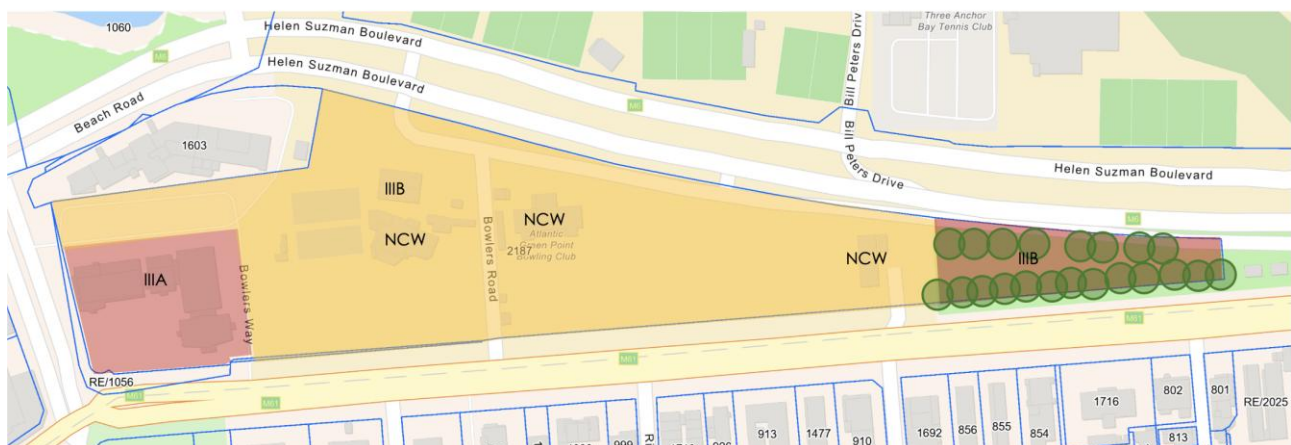 1060
Helen Suzman Boulevard
Three Anchor
Bay Tennis Club
Bill Peters Driv
M6
Helen Suzman Boulevard
M6
Beach Road
1603
Bill Peters Drive
Helen Suzman Boulevard
M6
IIIB
NCW
NCW
2187
Atlantic
Green Point
Bowling Club
Bowlers Road
NCW
IIIB
IIIA
Bowlers Way
RE/1056
M61
M61
M61
M61
1716
802
801
RE/2025
913
1477
910
1692
856
855
854
813